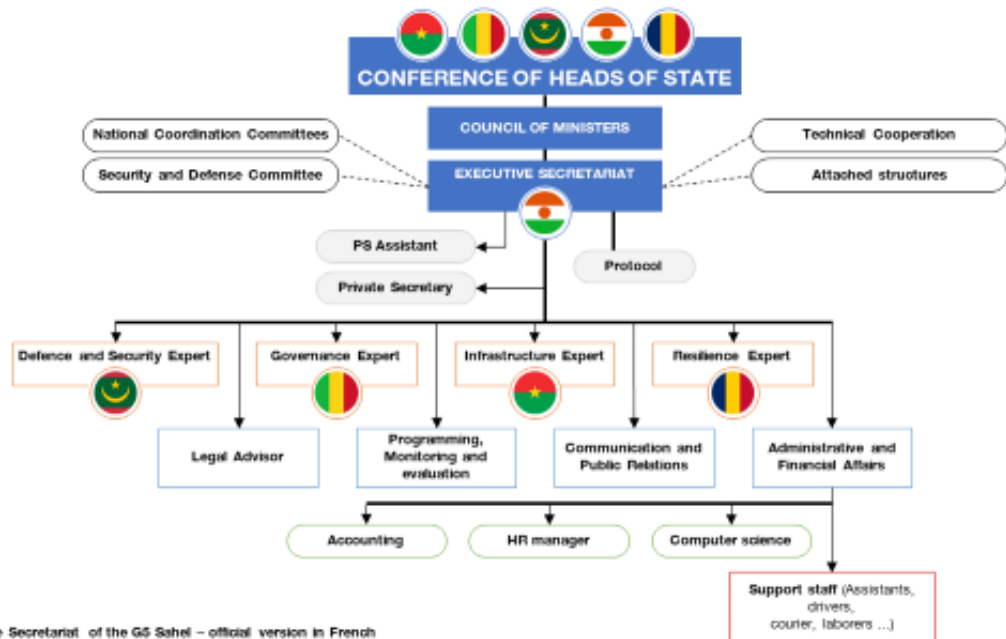 CONFERENCE OF HEADS OF STATE
COUNCIL OF MINISTERS
National Coordination Committees
Technical Cooperation
Security and Defense Committee
EXECUTIVE SECRETARIAT
Attached structures
PS Assistant
Protocol
Private Secretary
Defence and Security Expert
Governance Expert
Infrastructure Expert
Resilience Expert
Legal Advisor
Programming,
Monitoring and
evaluation
Communication and
Public Relations
Administrative and
Financial Affairs
Accounting
HR manager
Computer science
Support staff (Assistants,
drivers,
courier, laborers ...)
Secretariat of the G5 Sahel – official version in French